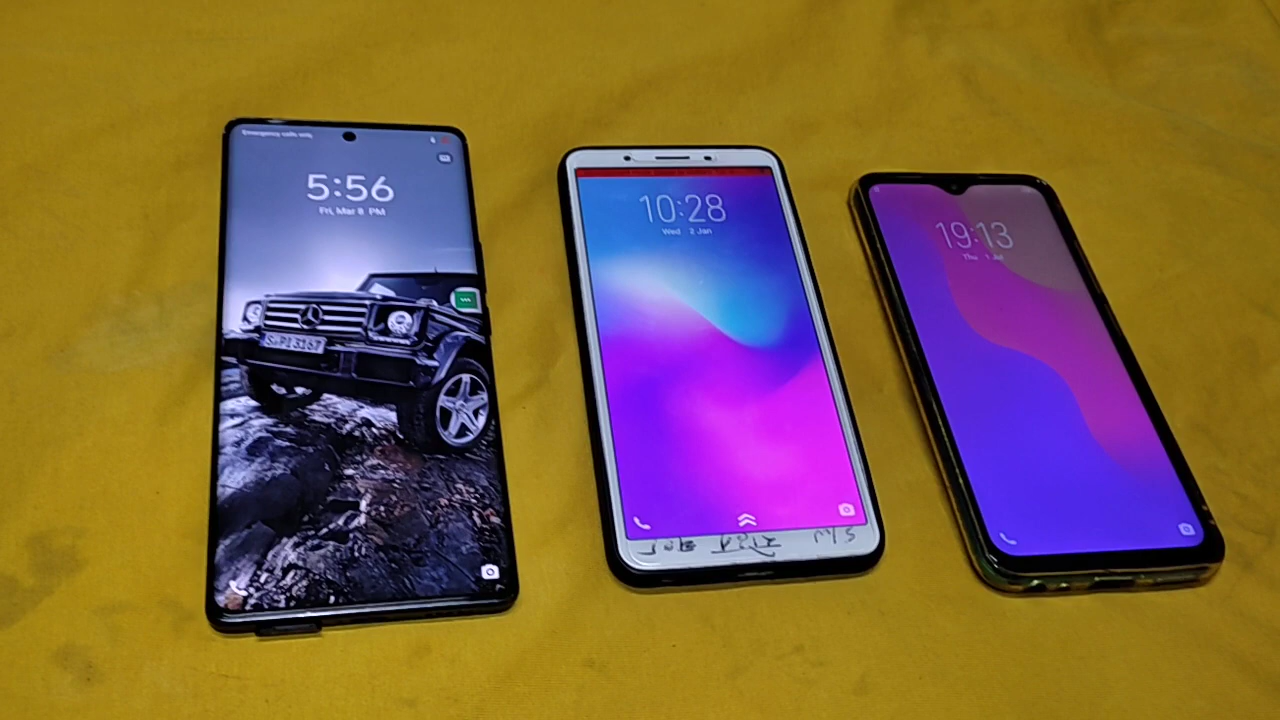 Emergency calls only
5:56
Fri, Mar 8 PM
S·PI 3167
10:28
Wed 2 Jan
19:13
Thu 1 Jul